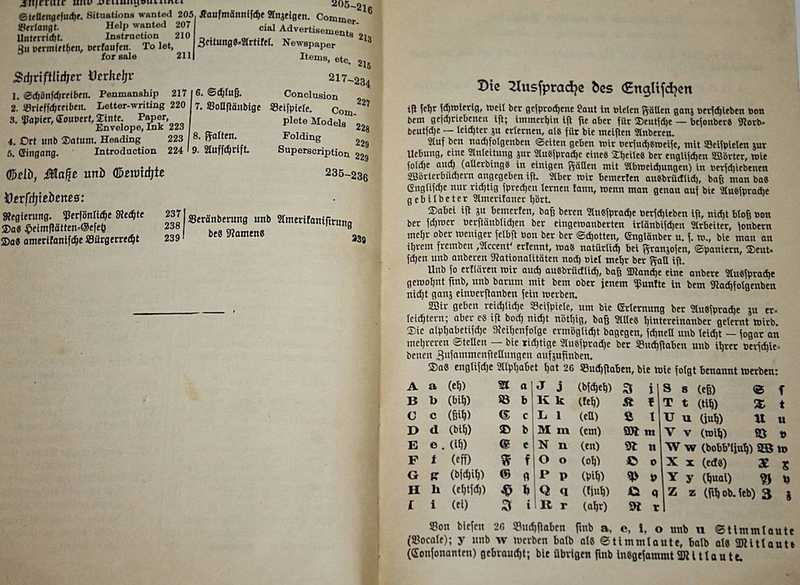 Inserate und Zeitungsartikel 205-216
Stellengesuche. Situations wanted 205
Verlangt. Help wanted 207
Unterricht. Instruction 210
Zu vermiethen, verkaufen. To let,
for sale 211
Kaufmännische Anzeigen. Commer-
cial Advertisements 213
Zeitungs-Artikel. Newspaper
Items, etc. 215
Schriftlicher Verkehr 217-234
1. Schönschreiben. Penmanship 217
2. Briefschreiben. Letter-writing 220
3. Papier, Couvert, Tinte. Paper,
Envelope, Ink 223
4. Ort und Datum. Heading 223
5. Eingang. Introduction 224
6. Schluß. Conclusion
227
7. Vollständige Beispiele. Com-
plete Models 228
8. Falten. Folding
229
9. Aufschrift. Superscription 229
Geld, Maße und Gewichte 235-236
Verschiedenes:
Regierung. Persönliche Rechte 237
Das Heimstätten-Gesetz 238
Das amerikanische Bürgerrecht 239
Veränderung und Amerikanisirung
des Namens 239
Die Aussprache des Englischen
ist sehr schwierig, weil der gesprochene Laut in vielen Fällen ganz verschieden von
dem geschriebenen ist; immerhin ist sie aber für Deutsche — besonders Nord-
deutsche — leichter zu erlernen, als für die meisten Anderen.
Auf den nachfolgenden Seiten geben wir versuchsweise, mit Beispielen zur
Uebung, eine Anleitung zur Aussprache eines Theiles der englischen Wörter, wie
solche auch (allerdings in einigen Fällen mit Abweichungen) in verschiedenen
Wörterbüchern angegeben ist. Aber wir bemerken ausdrücklich, daß man das
Englische nur richtig sprechen lernen kann, wenn man genau auf die Aussprache
gebildeter Amerikaner hört.
Dabei ist zu bemerken, daß deren Aussprache verschieden ist, nicht bloß von
der schwer verständlichen der eingewanderten irländischen Arbeiter, sondern
mehr oder weniger selbst von der der Schotten, Engländer u. s. w., die man an
ihrem fremden ‚Accent' erkennt, was natürlich bei Franzosen, Spaniern, Deut-
schen und anderen Nationalitäten noch viel mehr der Fall ist.
Und so erklären wir auch ausdrücklich, daß Manche eine andere Aussprache
gewohnt sind, und darum mit dem oder jenem Punkte in dem Nachfolgenden
nicht ganz einverstanden sein werden.
Wir geben reichliche Beispiele, um die Erlernung der Aussprache zu er-
leichtern; aber es ist doch nicht nöthig, daß Alles hintereinander gelernt wird.
Die alphabetische Reihenfolge ermöglicht dagegen, schnell und leicht — sogar an
mehreren Stellen — die richtige Aussprache der Buchstaben und ihrer verschie-
denen Zusammenstellungen aufzufinden.
Das englische Alphabet hat 26 Buchstaben, die wie folgt benannt werden:
A a (eh) A a J j (dscheh) J j S s (eß) S s
B b (bih) B b K k (keh) K k T t (tih) T t
C c (ßih) C c L l (ell) L l U u (juh) U u
D d (dih) D d M m (em) M m V v (wih) V v
E e (ih) E e N n (en) N n W w (dobb'ljuh) W w
F f (eff) F f O o (oh) O o X x (ecks) X x
G g (dschih) G g P p (pih) P p Y y (huai) Y y
H h (ehtsch) H h Q q (kjuh) Q q Z z (sih od. sed) Z z
I i (ei) I i R r (ahr) R r
Von diesen 26 Buchstaben sind a, e, i, o und u Stimmlaute
(Vocale); y und w werden bald als Stimmlaute, bald als Mitlaute
(Consonanten) gebraucht; die übrigen sind insgesammt Mitlaute.